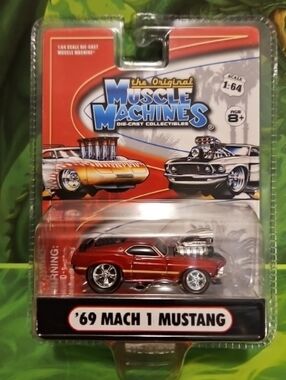 1:64 SCALE DIE-CAST
MUSCLE MACHINES
the Original
MUSCLE
MACHINES
DIE-CAST COLLECTIBLES
SCALE
1:64
AGE
8+
WARNING:
'69 MACH 1 MUSTANG